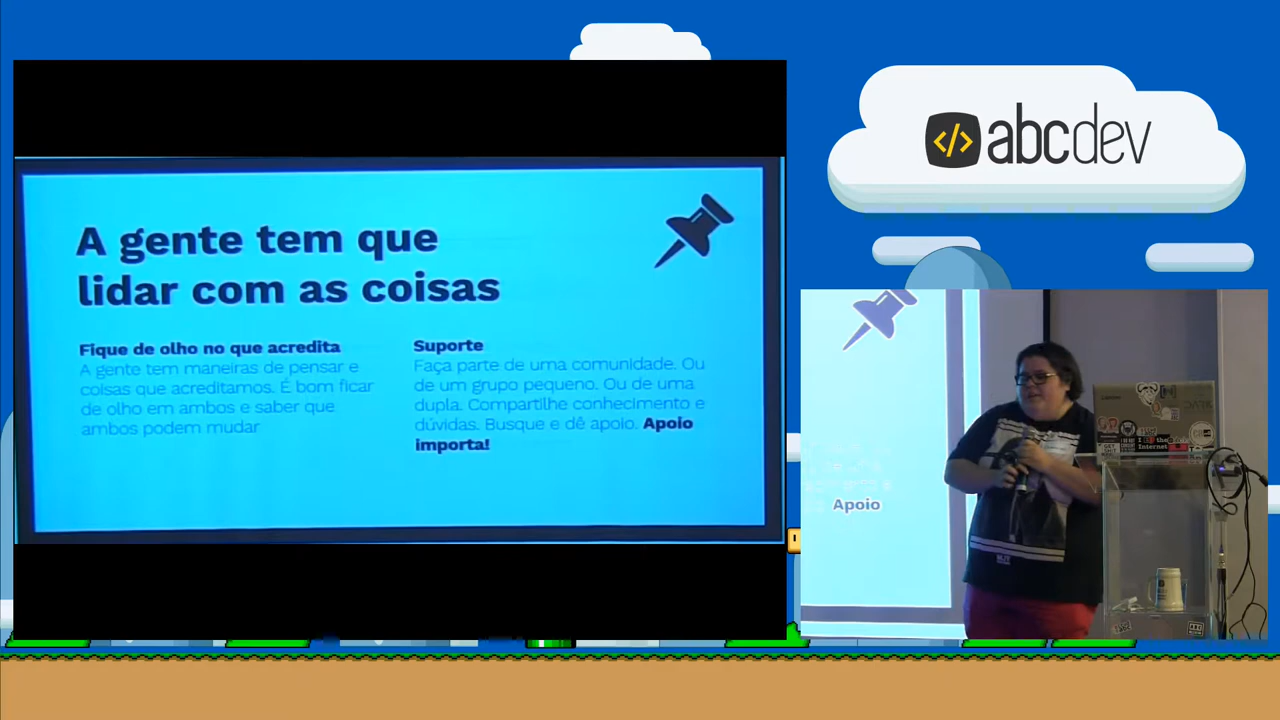 </> abcdev
A gente tem que
lidar com as coisas
Fique de olho no que acredita
A gente tem maneiras de pensar e
coisas que acreditamos. É bom ficar
de olho em ambos e saber que
ambos podem mudar
Suporte
Faça parte de uma comunidade. Ou
de um grupo pequeno. Ou de uma
dupla. Compartilhe conhecimento e
dúvidas. Busque e dê apoio. Apoio
importa!
Apoio